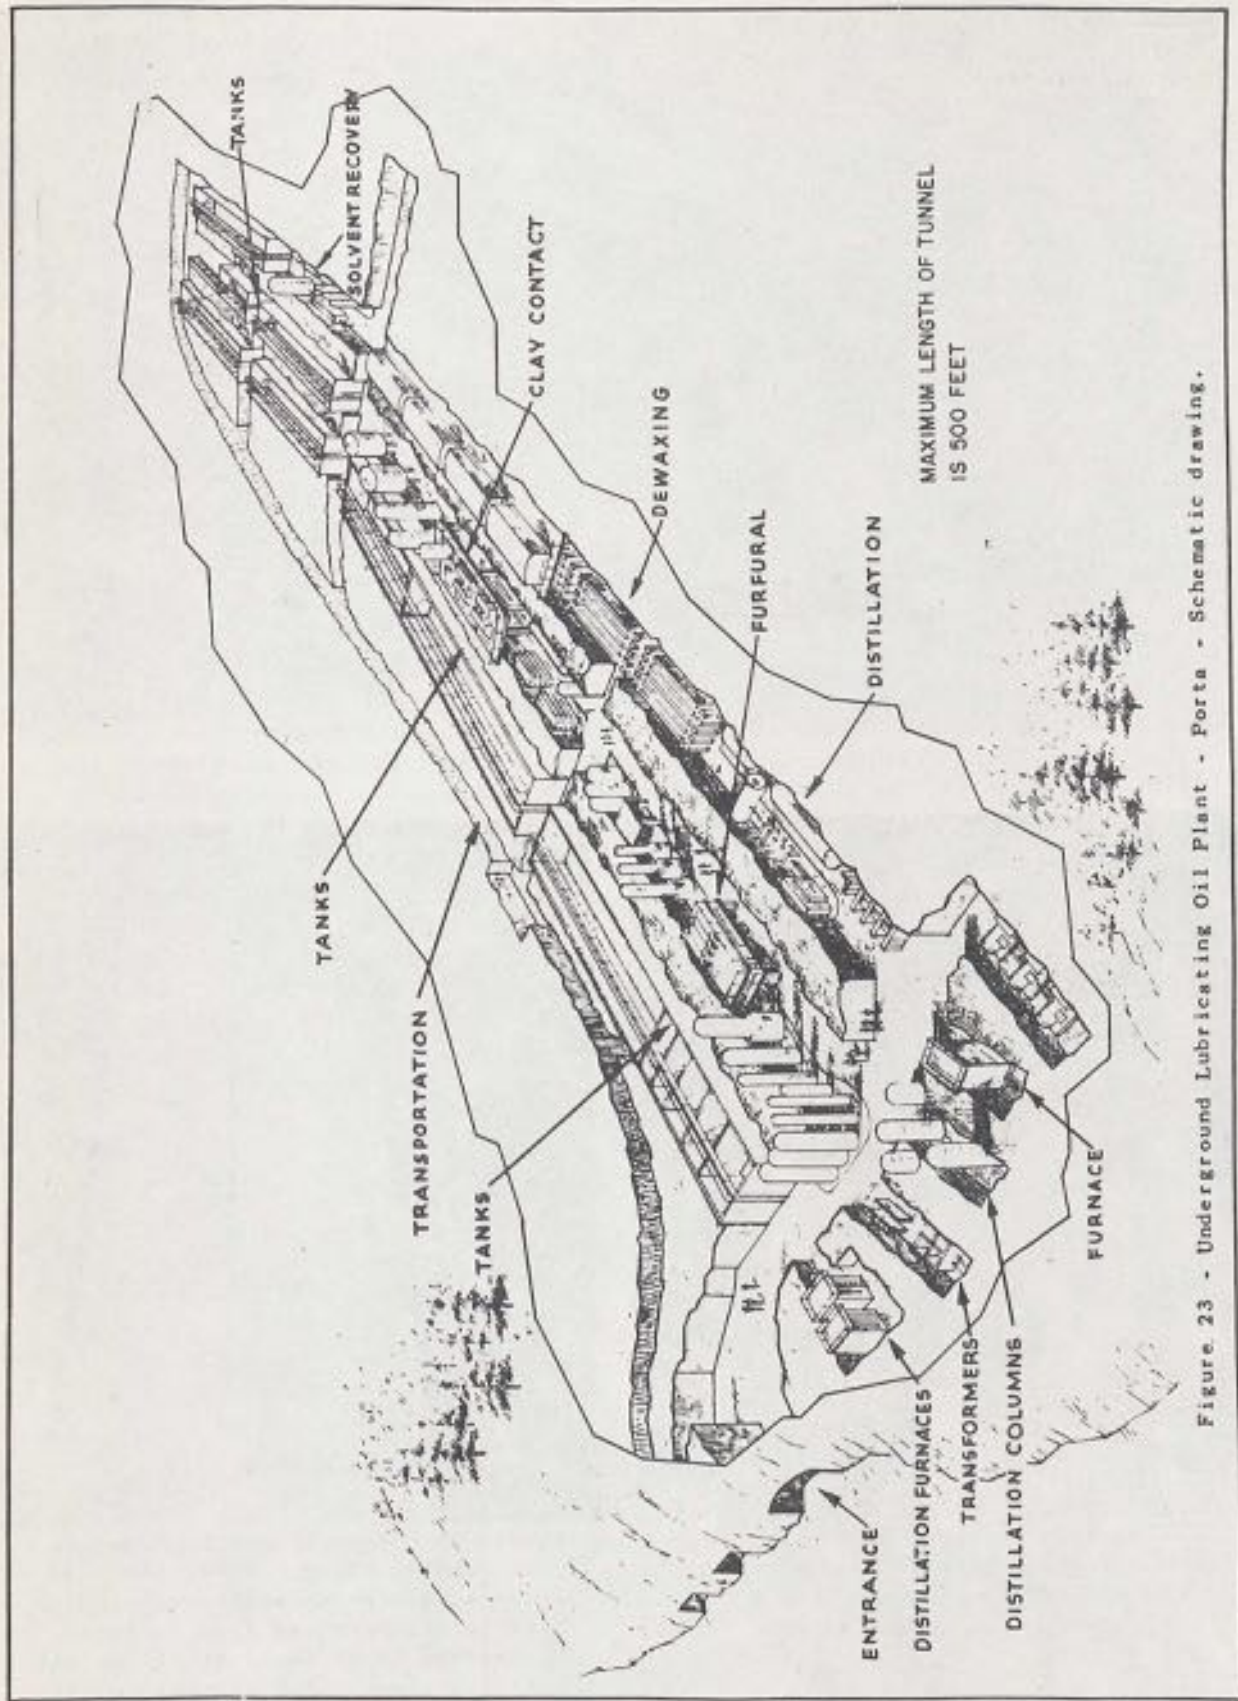 TANKS
SOLVENT RECOVERY
CLAY CONTACT
DEWAXING
FURFURAL
DISTILLATION
TANKS
TRANSPORTATION
TANKS
MAXIMUM LENGTH OF TUNNEL
IS 500 FEET
ENTRANCE
DISTILLATION FURNACES
TRANSFORMERS
DISTILLATION COLUMNS
FURNACE
Figure 23 - Underground Lubricating Oil Plant - Porta - Schematic drawing.